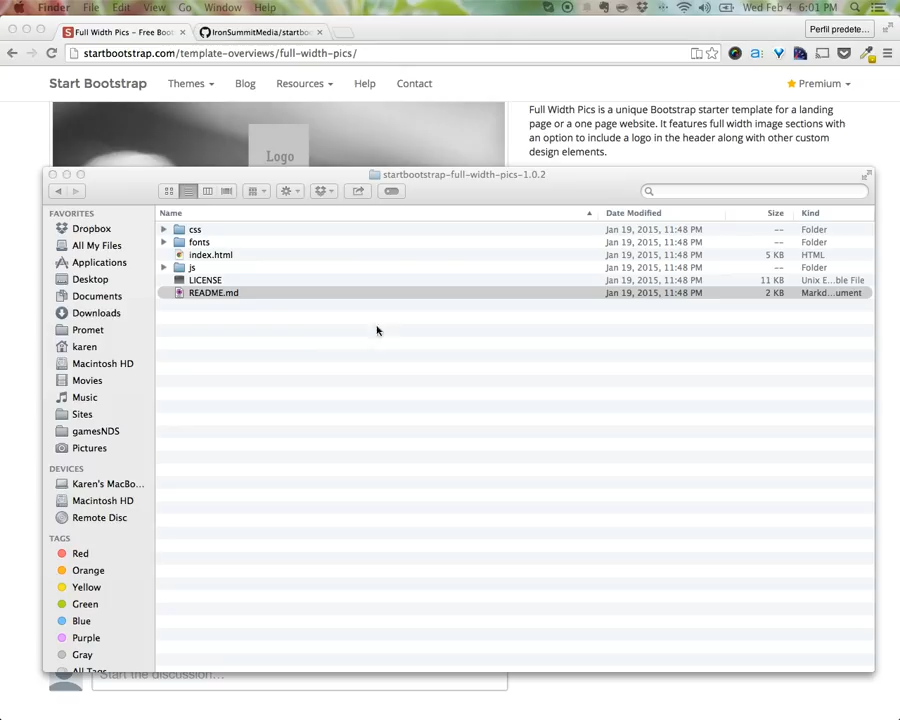 Finder File Edit View Go Window Help Wed Feb 4 6:01 PM
Full Width Pics – Free Boot
IronSummitMedia/startboo
Perfil predete...
startbootstrap.com/template-overviews/full-width-pics/
Start Bootstrap Themes Blog Resources Help Contact Premium
Full Width Pics is a unique Bootstrap starter template for a landing
page or a one page website. It features full width image sections with
an option to include a logo in the header along with other custom
design elements.
Logo
startbootstrap-full-width-pics-1.0.2
FAVORITES
Dropbox
All My Files
Applications
Desktop
Documents
Downloads
Promet
karen
Macintosh HD
Movies
Music
Sites
gamesNDS
Pictures
DEVICES
Karen's MacBo...
Macintosh HD
Remote Disc
TAGS
Red
Orange
Yellow
Green
Blue
Purple
Gray
All Tags...
Name Date Modified Size Kind
css Jan 19, 2015, 11:48 PM -- Folder
fonts Jan 19, 2015, 11:48 PM -- Folder
index.html Jan 19, 2015, 11:48 PM 5 KB HTML
js Jan 19, 2015, 11:48 PM -- Folder
LICENSE Jan 19, 2015, 11:48 PM 11 KB Unix E...ble File
README.md Jan 19, 2015, 11:48 PM 2 KB Markd...ument
Start the discussion...